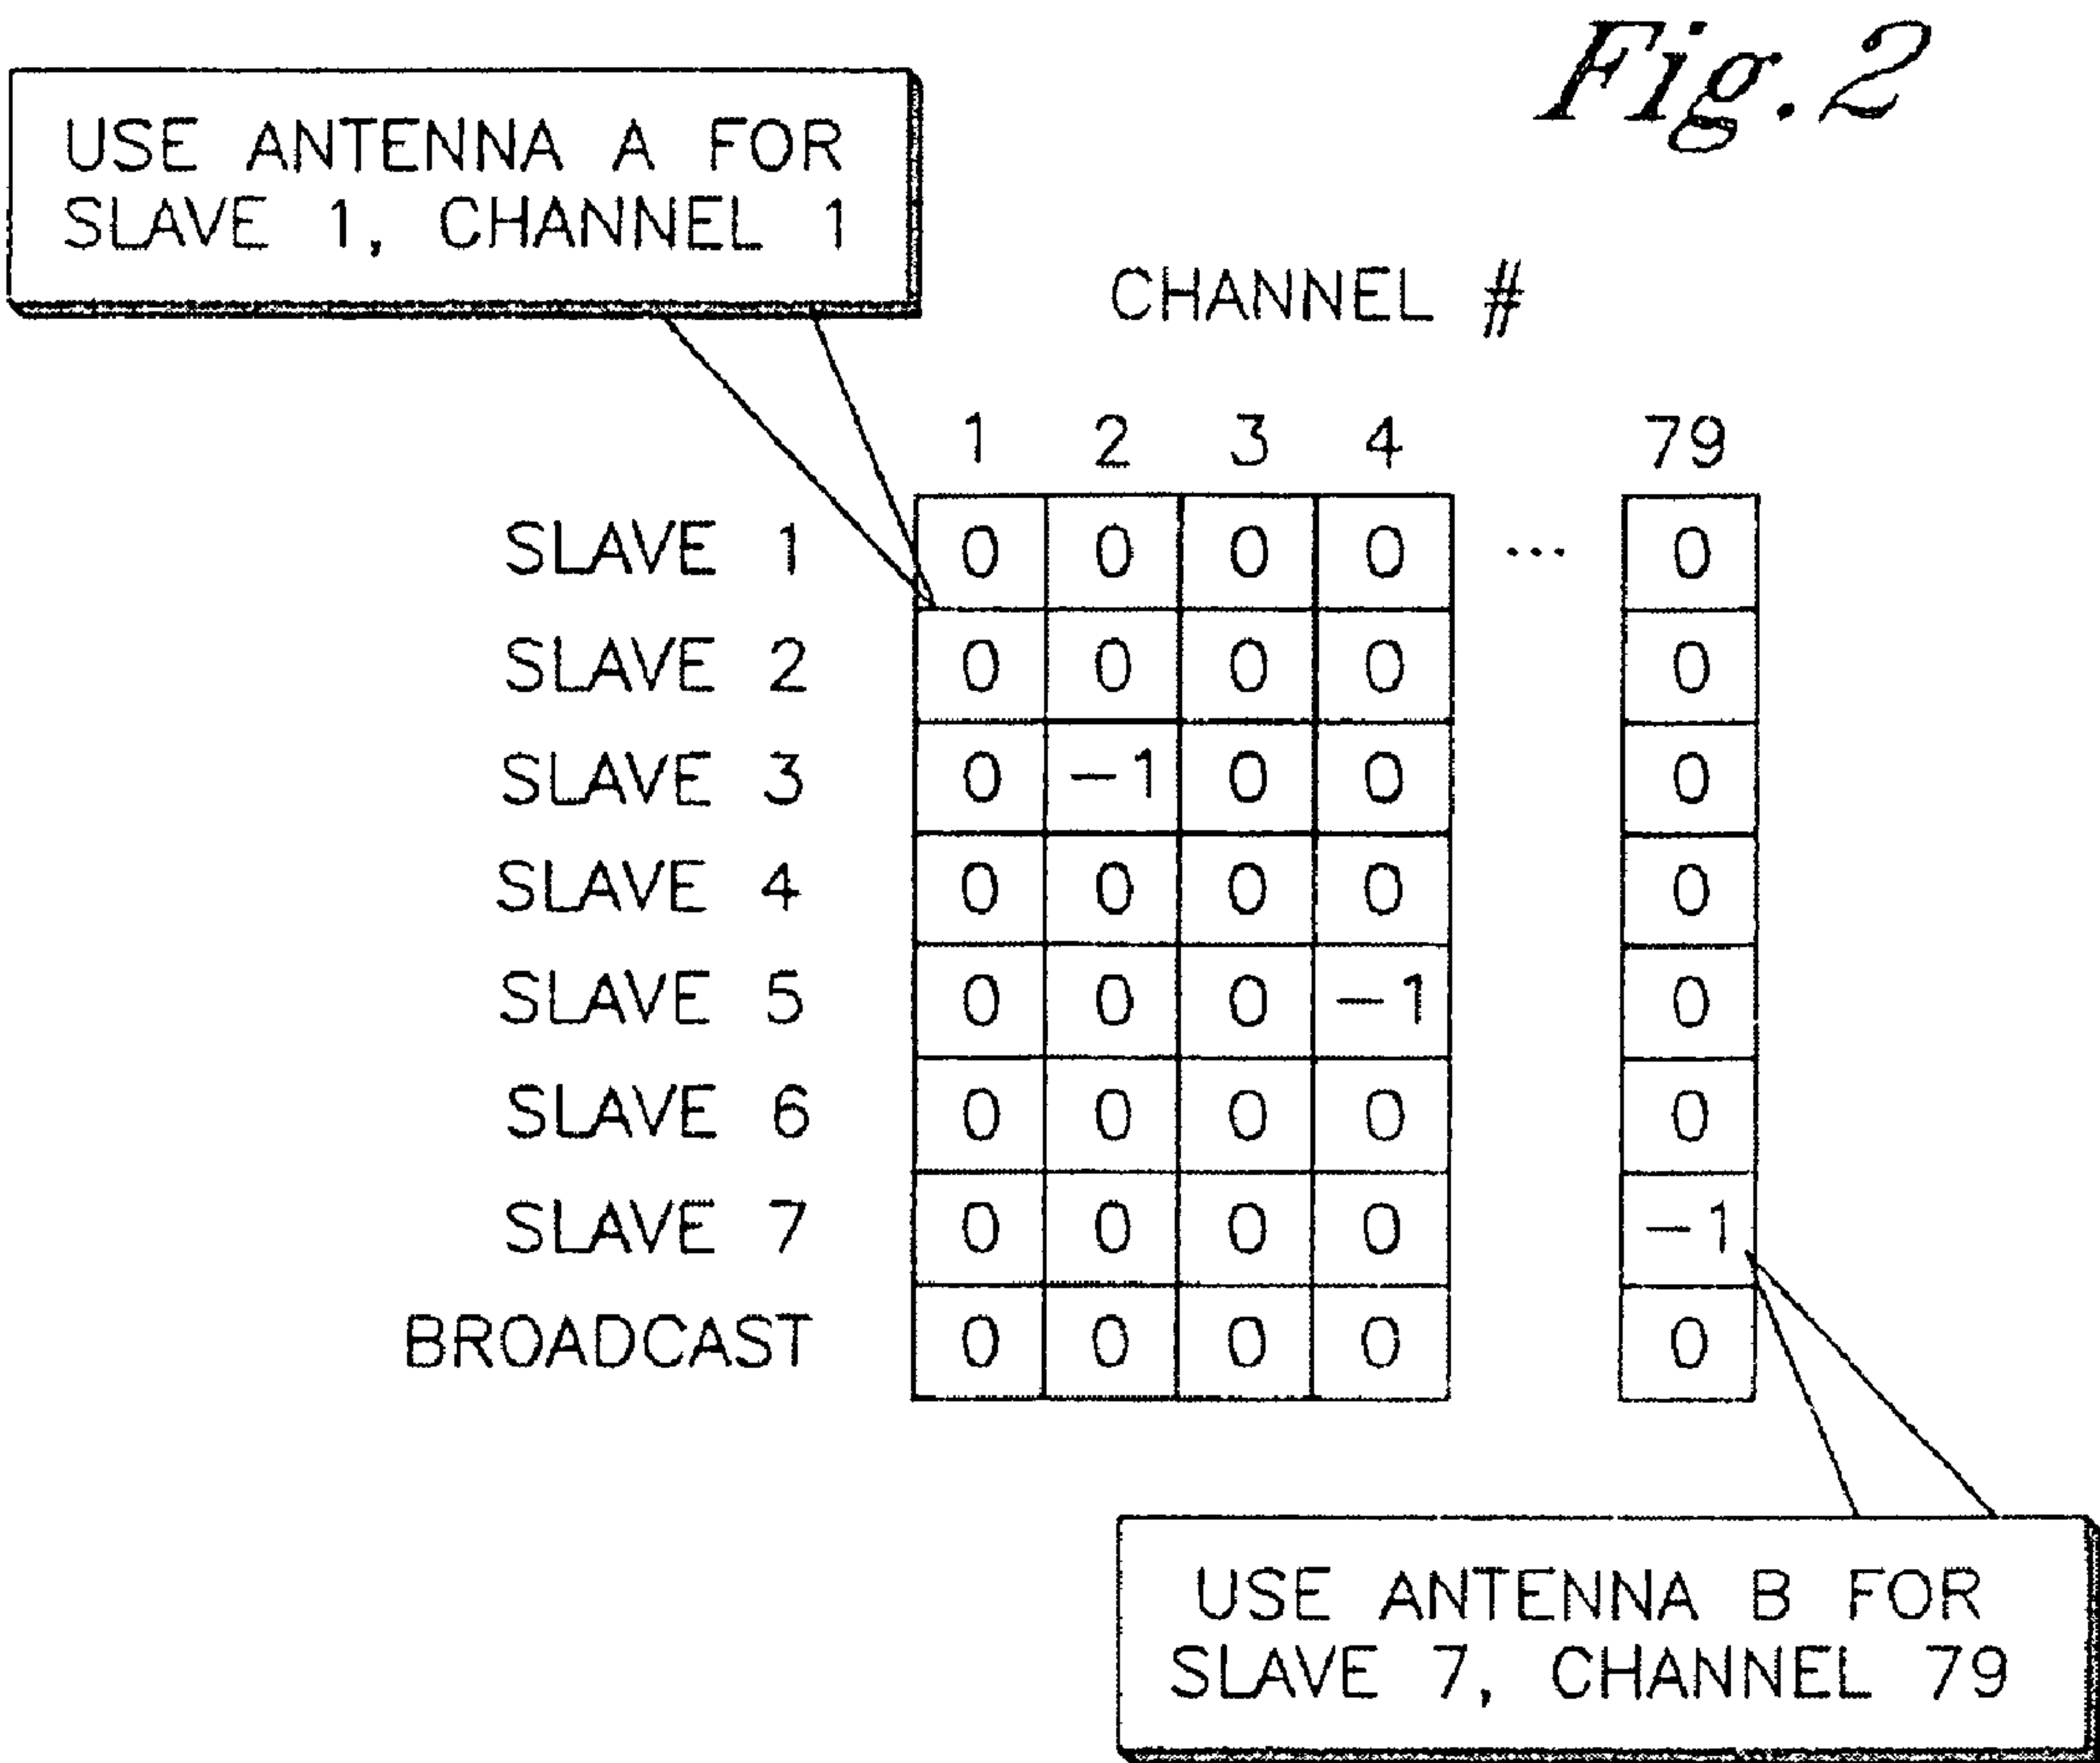 Fig. 2
USE ANTENNA A FOR
SLAVE 1, CHANNEL 1
CHANNEL #
1 2 3 4 79
SLAVE 1 0 0 0 0 ... 0
SLAVE 2 0 0 0 0 0
SLAVE 3 0 -1 0 0 0
SLAVE 4 0 0 0 0 0
SLAVE 5 0 0 0 -1 0
SLAVE 6 0 0 0 0 0
SLAVE 7 0 0 0 0 -1
BROADCAST 0 0 0 0 0
USE ANTENNA B FOR
SLAVE 7, CHANNEL 79